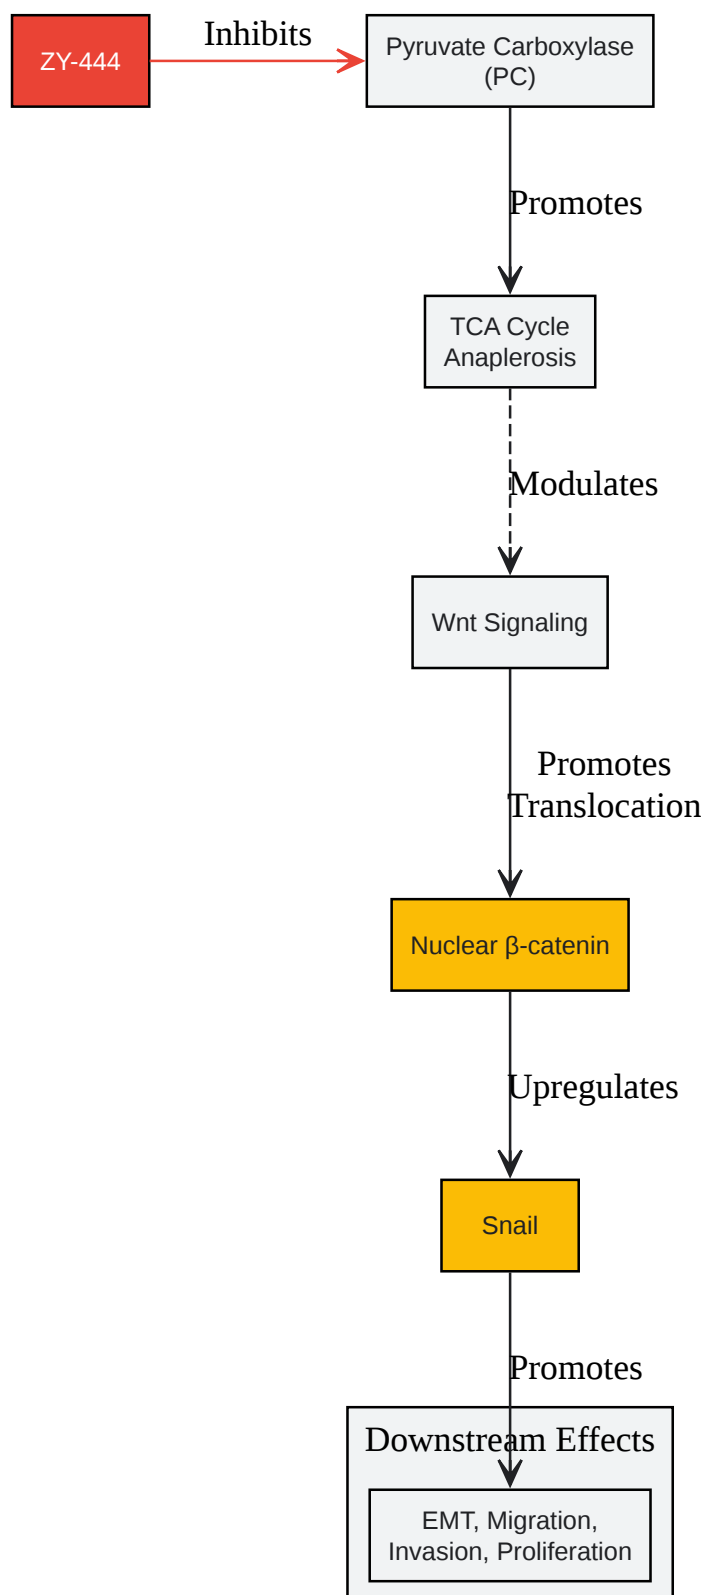 ZY-444
Inhibits
Pyruvate Carboxylase
(PC)
Promotes
TCA Cycle
Anaplerosis
Modulates
Wnt Signaling
Promotes
Translocation
Nuclear β-catenin
Upregulates
Snail
Promotes
Downstream Effects
EMT, Migration,
Invasion, Proliferation